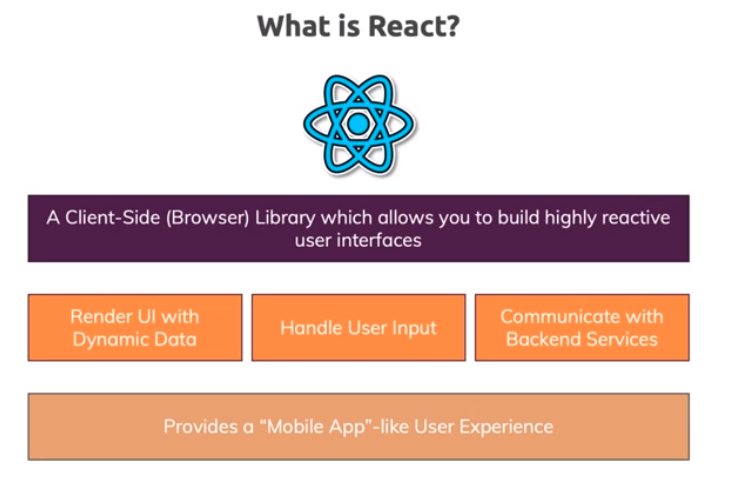 What is React?
A Client-Side (Browser) Library which allows you to build highly reactive
user interfaces
Render UI with
Dynamic Data
Handle User Input
Communicate with
Backend Services
Provides a “Mobile App”-like User Experience